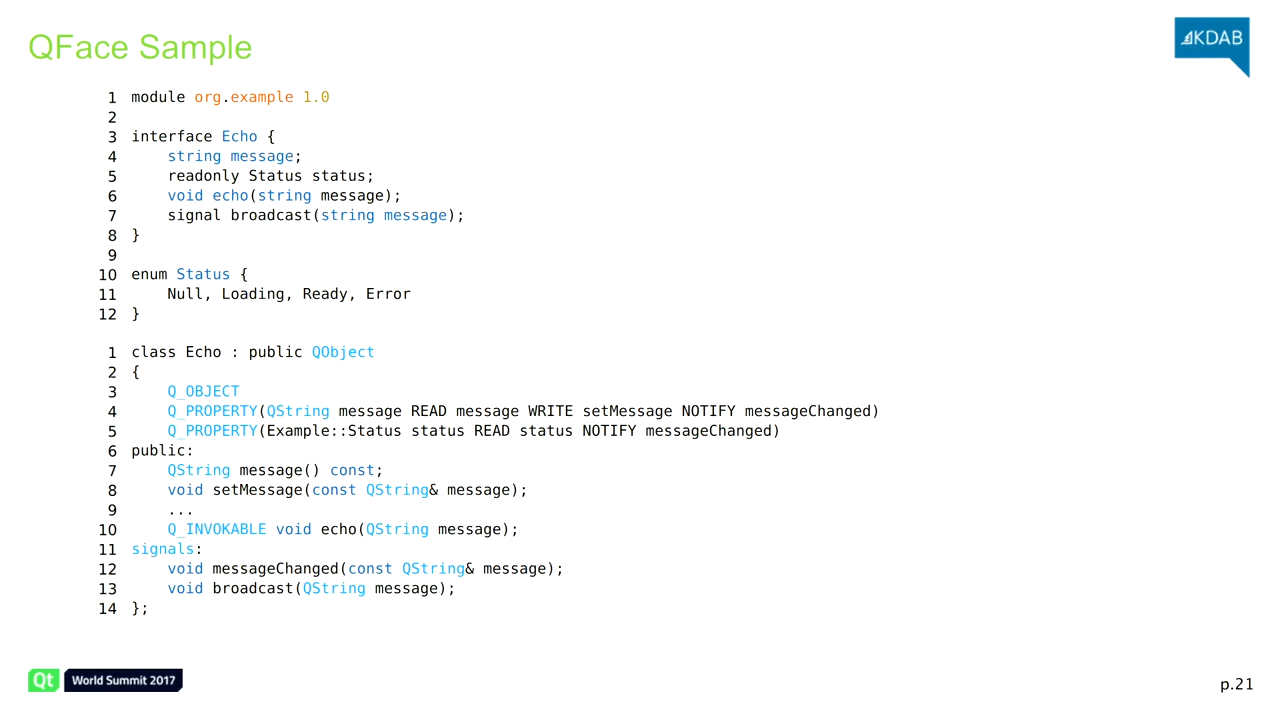 QFace Sample
KDAB
1 module org.example 1.0
2
3 interface Echo {
4     string message;
5     readonly Status status;
6     void echo(string message);
7     signal broadcast(string message);
8 }
9
10 enum Status {
11     Null, Loading, Ready, Error
12 }
1 class Echo : public QObject
2 {
3     Q_OBJECT
4     Q_PROPERTY(QString message READ message WRITE setMessage NOTIFY messageChanged)
5     Q_PROPERTY(Example::Status status READ status NOTIFY messageChanged)
6 public:
7     QString message() const;
8     void setMessage(const QString& message);
9     ...
10     Q_INVOKABLE void echo(QString message);
11 signals:
12     void messageChanged(const QString& message);
13     void broadcast(QString message);
14 };
Qt World Summit 2017
p.21